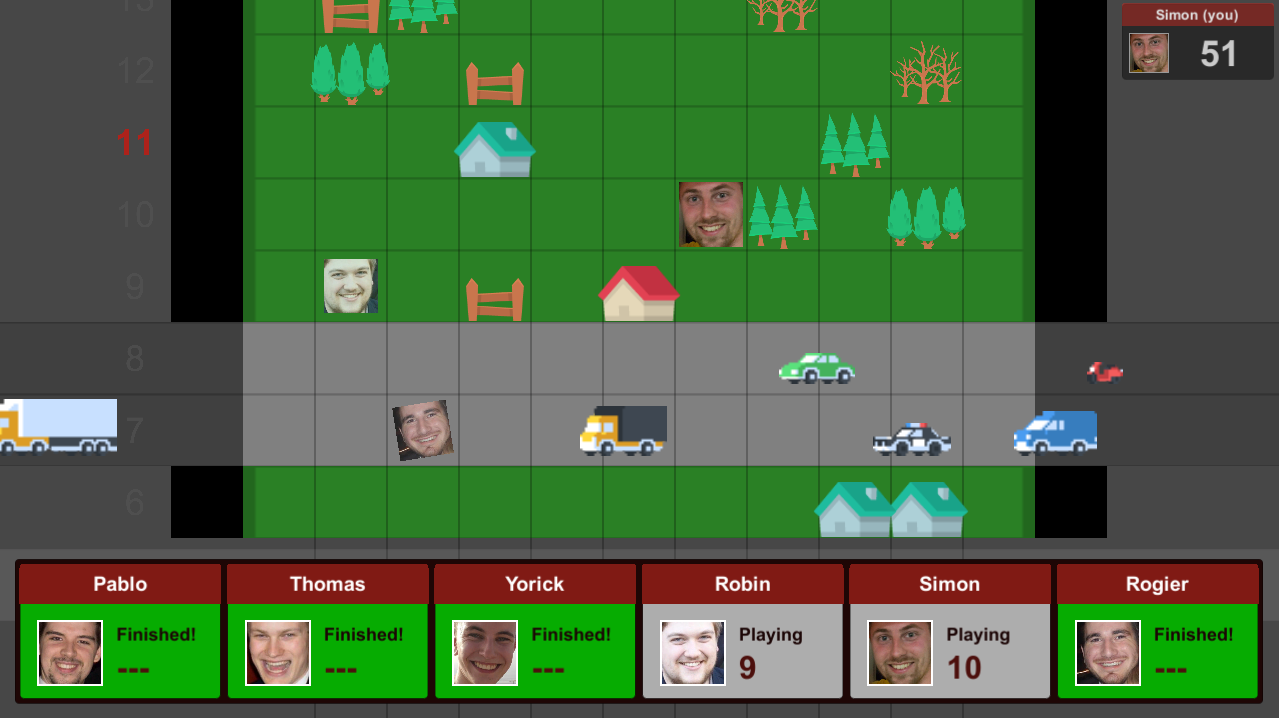 13
Simon (you)
51
12
11
10
9
8
7
6
Pablo
Thomas
Yorick
Robin
Simon
Rogier
Finished!
---
Finished!
---
Finished!
---
Playing
9
Playing
10
Finished!
---